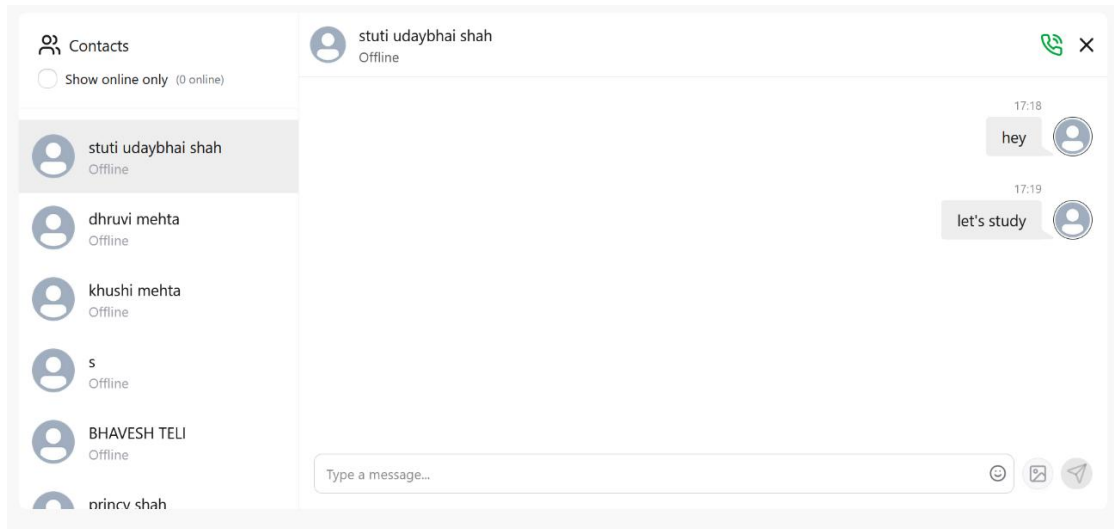 Contacts
Show online only (0 online)
stuti udaybhai shah
Offline
dhruvi mehta
Offline
khushi mehta
Offline
s
Offline
BHAVESH TELI
Offline
princy shah
stuti udaybhai shah
Offline
17:18
hey
17:19
let's study
Type a message...